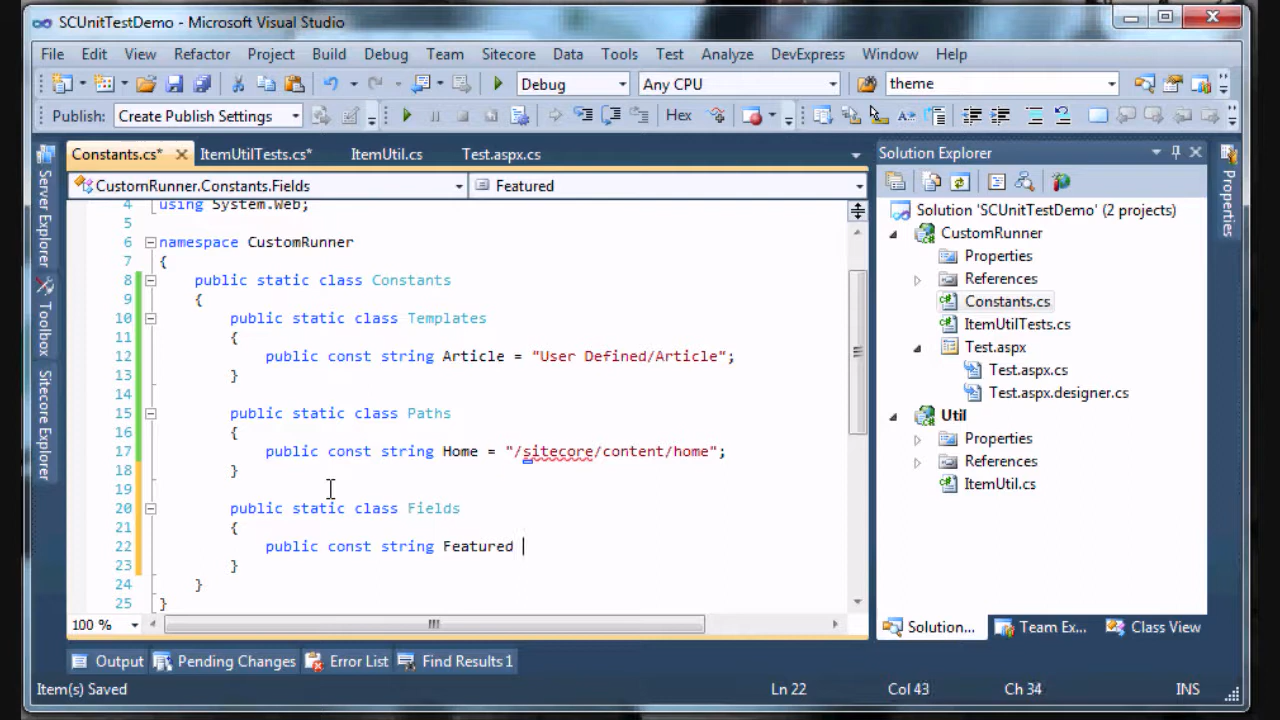 SCUnitTestDemo - Microsoft Visual Studio
File Edit View Refactor Project Build Debug Team Sitecore Data Tools Test Analyze DevExpress Window Help
Debug Any CPU theme
Publish: Create Publish Settings Hex
Constants.cs* ItemUtilTests.cs* ItemUtil.cs Test.aspx.cs
CustomRunner.Constants.Fields Featured
4 using System.Web;
5
6 namespace CustomRunner
7 {
8 public static class Constants
9 {
10 public static class Templates
11 {
12 public const string Article = "User Defined/Article";
13 }
14
15 public static class Paths
16 {
17 public const string Home = "/sitecore/content/home";
18 }
19
20 public static class Fields
21 {
22 public const string Featured
23 }
24 }
25 }
100 %
Server Explorer
Toolbox
Sitecore Explorer
Solution Explorer
Solution 'SCUnitTestDemo' (2 projects)
CustomRunner
Properties
References
Constants.cs
ItemUtilTests.cs
Test.aspx
Test.aspx.cs
Test.aspx.designer.cs
Util
Properties
References
ItemUtil.cs
Solution... Team Ex... Class View
Properties
Output Pending Changes Error List Find Results 1
Item(s) Saved Ln 22 Col 43 Ch 34 INS